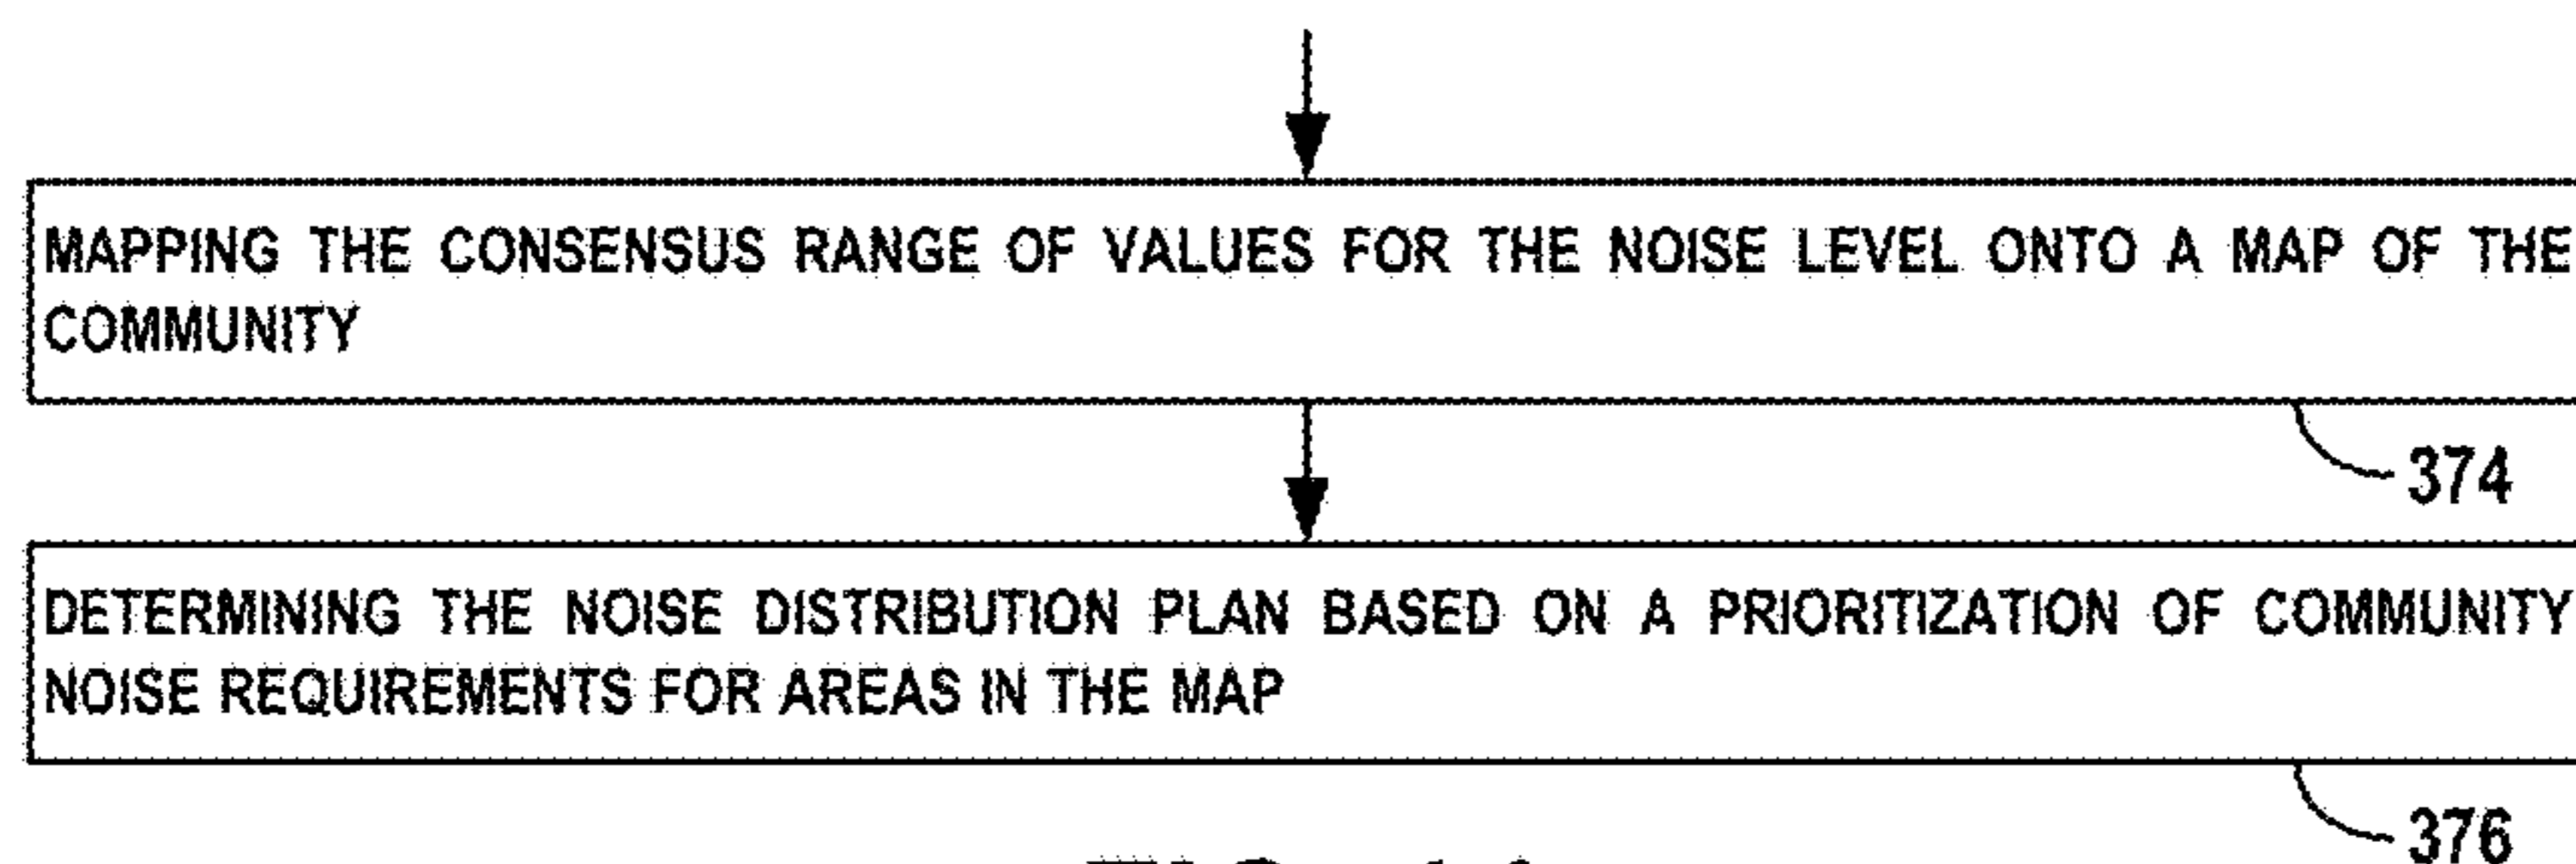 MAPPING THE CONSENSUS RANGE OF VALUES FOR THE NOISE LEVEL ONTO A MAP OF THE
COMMUNITY
374
DETERMINING THE NOISE DISTRIBUTION PLAN BASED ON A PRIORITIZATION OF COMMUNITY
NOISE REQUIREMENTS FOR AREAS IN THE MAP
376